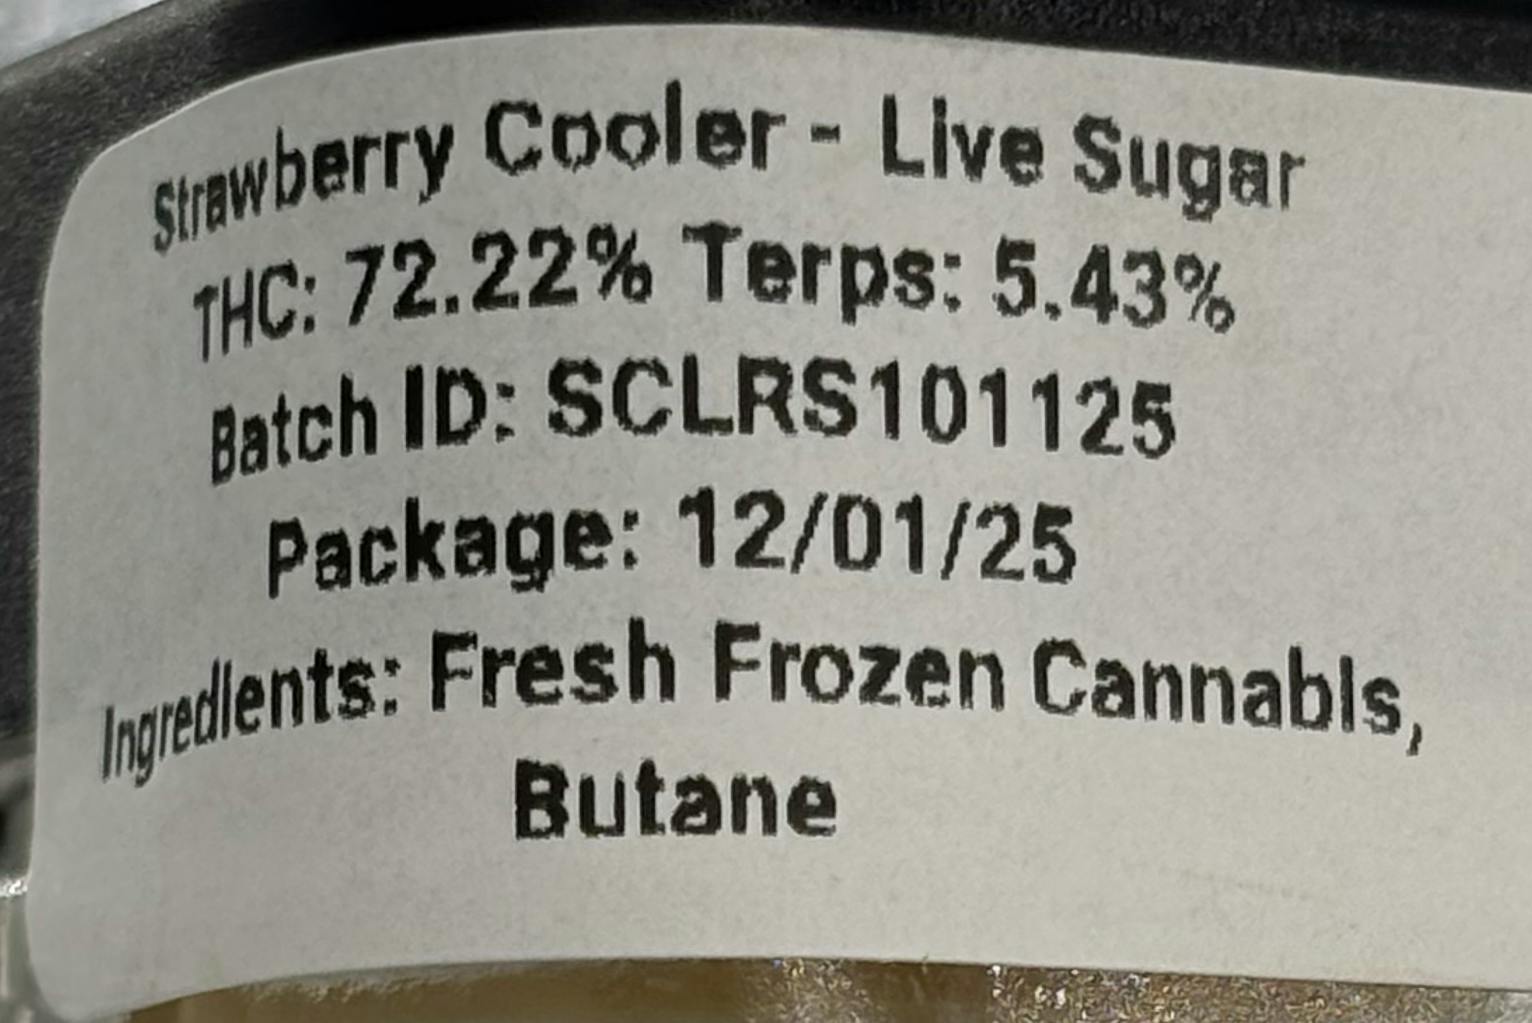 Strawberry Cooler - Live Sugar
THC: 72.22% Terps: 5.43%
Batch ID: SCLRS101125
Package: 12/01/25
Ingredients: Fresh Frozen Cannabis,
Butane